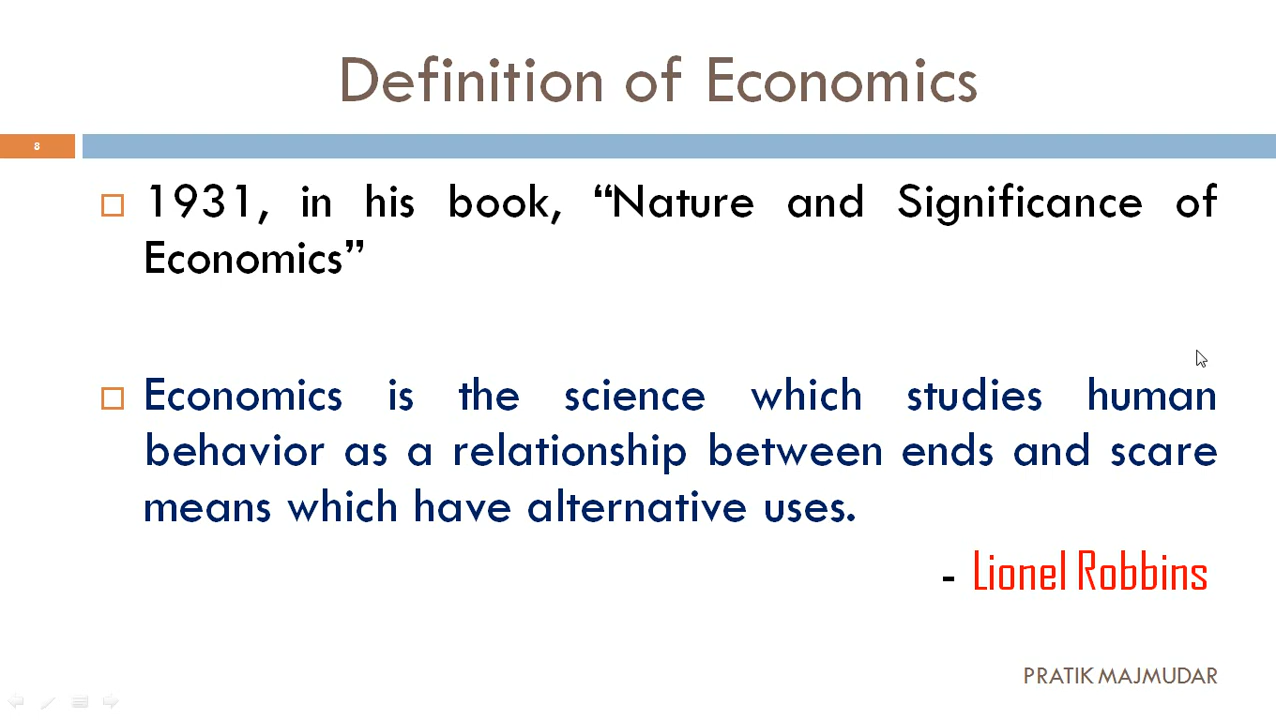 Definition of Economics
8
1931, in his book, “Nature and Significance of
Economics”
Economics is the science which studies human
behavior as a relationship between ends and scare
means which have alternative uses.
- Lionel Robbins
PRATIK MAJMUDAR